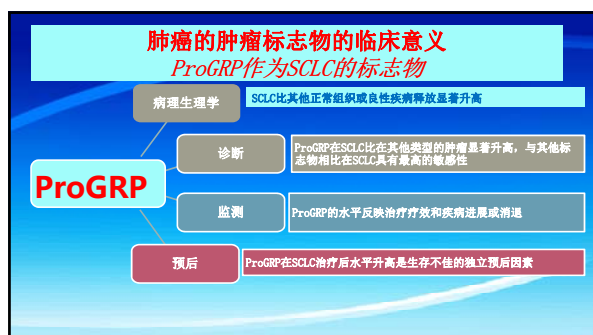 肺癌的肿瘤标志物的临床意义
ProGRP作为SCLC的标志物
病理生理学
SCLC比其他正常组织或良性疾病释放显著升高
诊断
ProGRP在SCLC比在其他类型的肿瘤显著升高，与其他标
志物相比在SCLC具有最高的敏感性
ProGRP
监测
ProGRP的水平反映治疗疗效和疾病进展或消退
预后
ProGRP在SCLC治疗后水平升高是生存不佳的独立预后因素